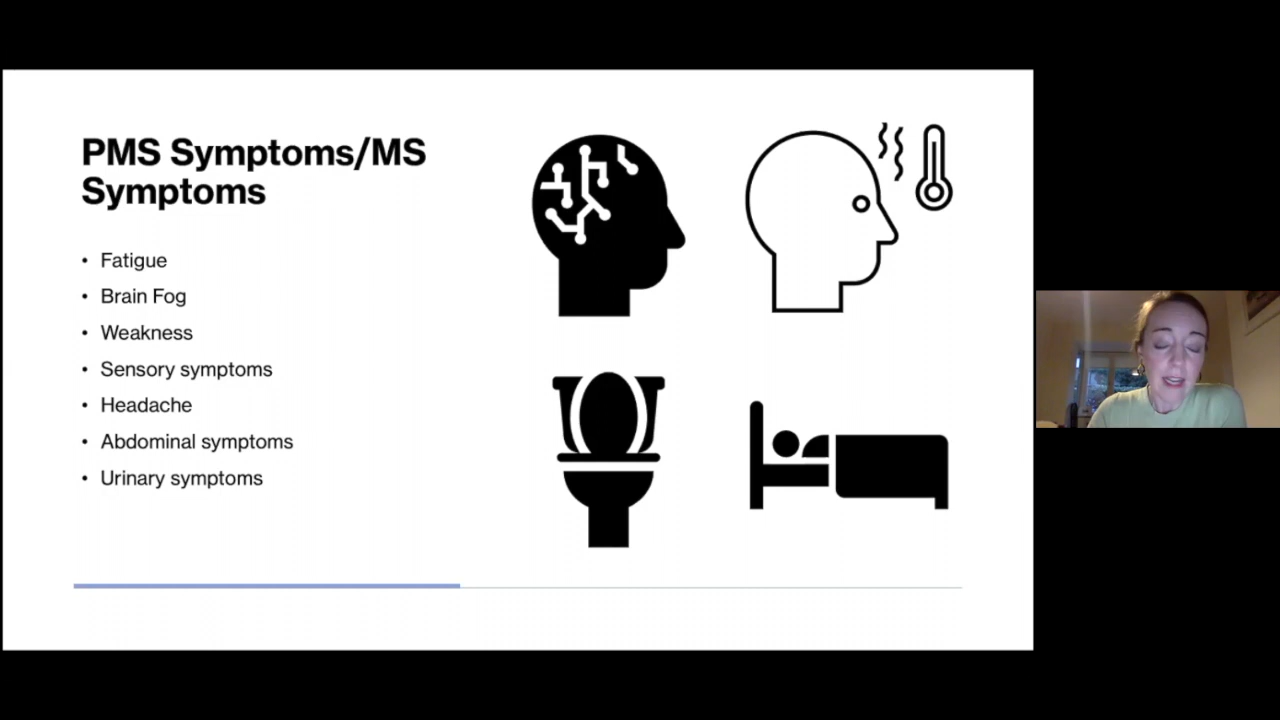 PMS Symptoms/MS
Symptoms
• Fatigue
• Brain Fog
• Weakness
• Sensory symptoms
• Headache
• Abdominal symptoms
• Urinary symptoms